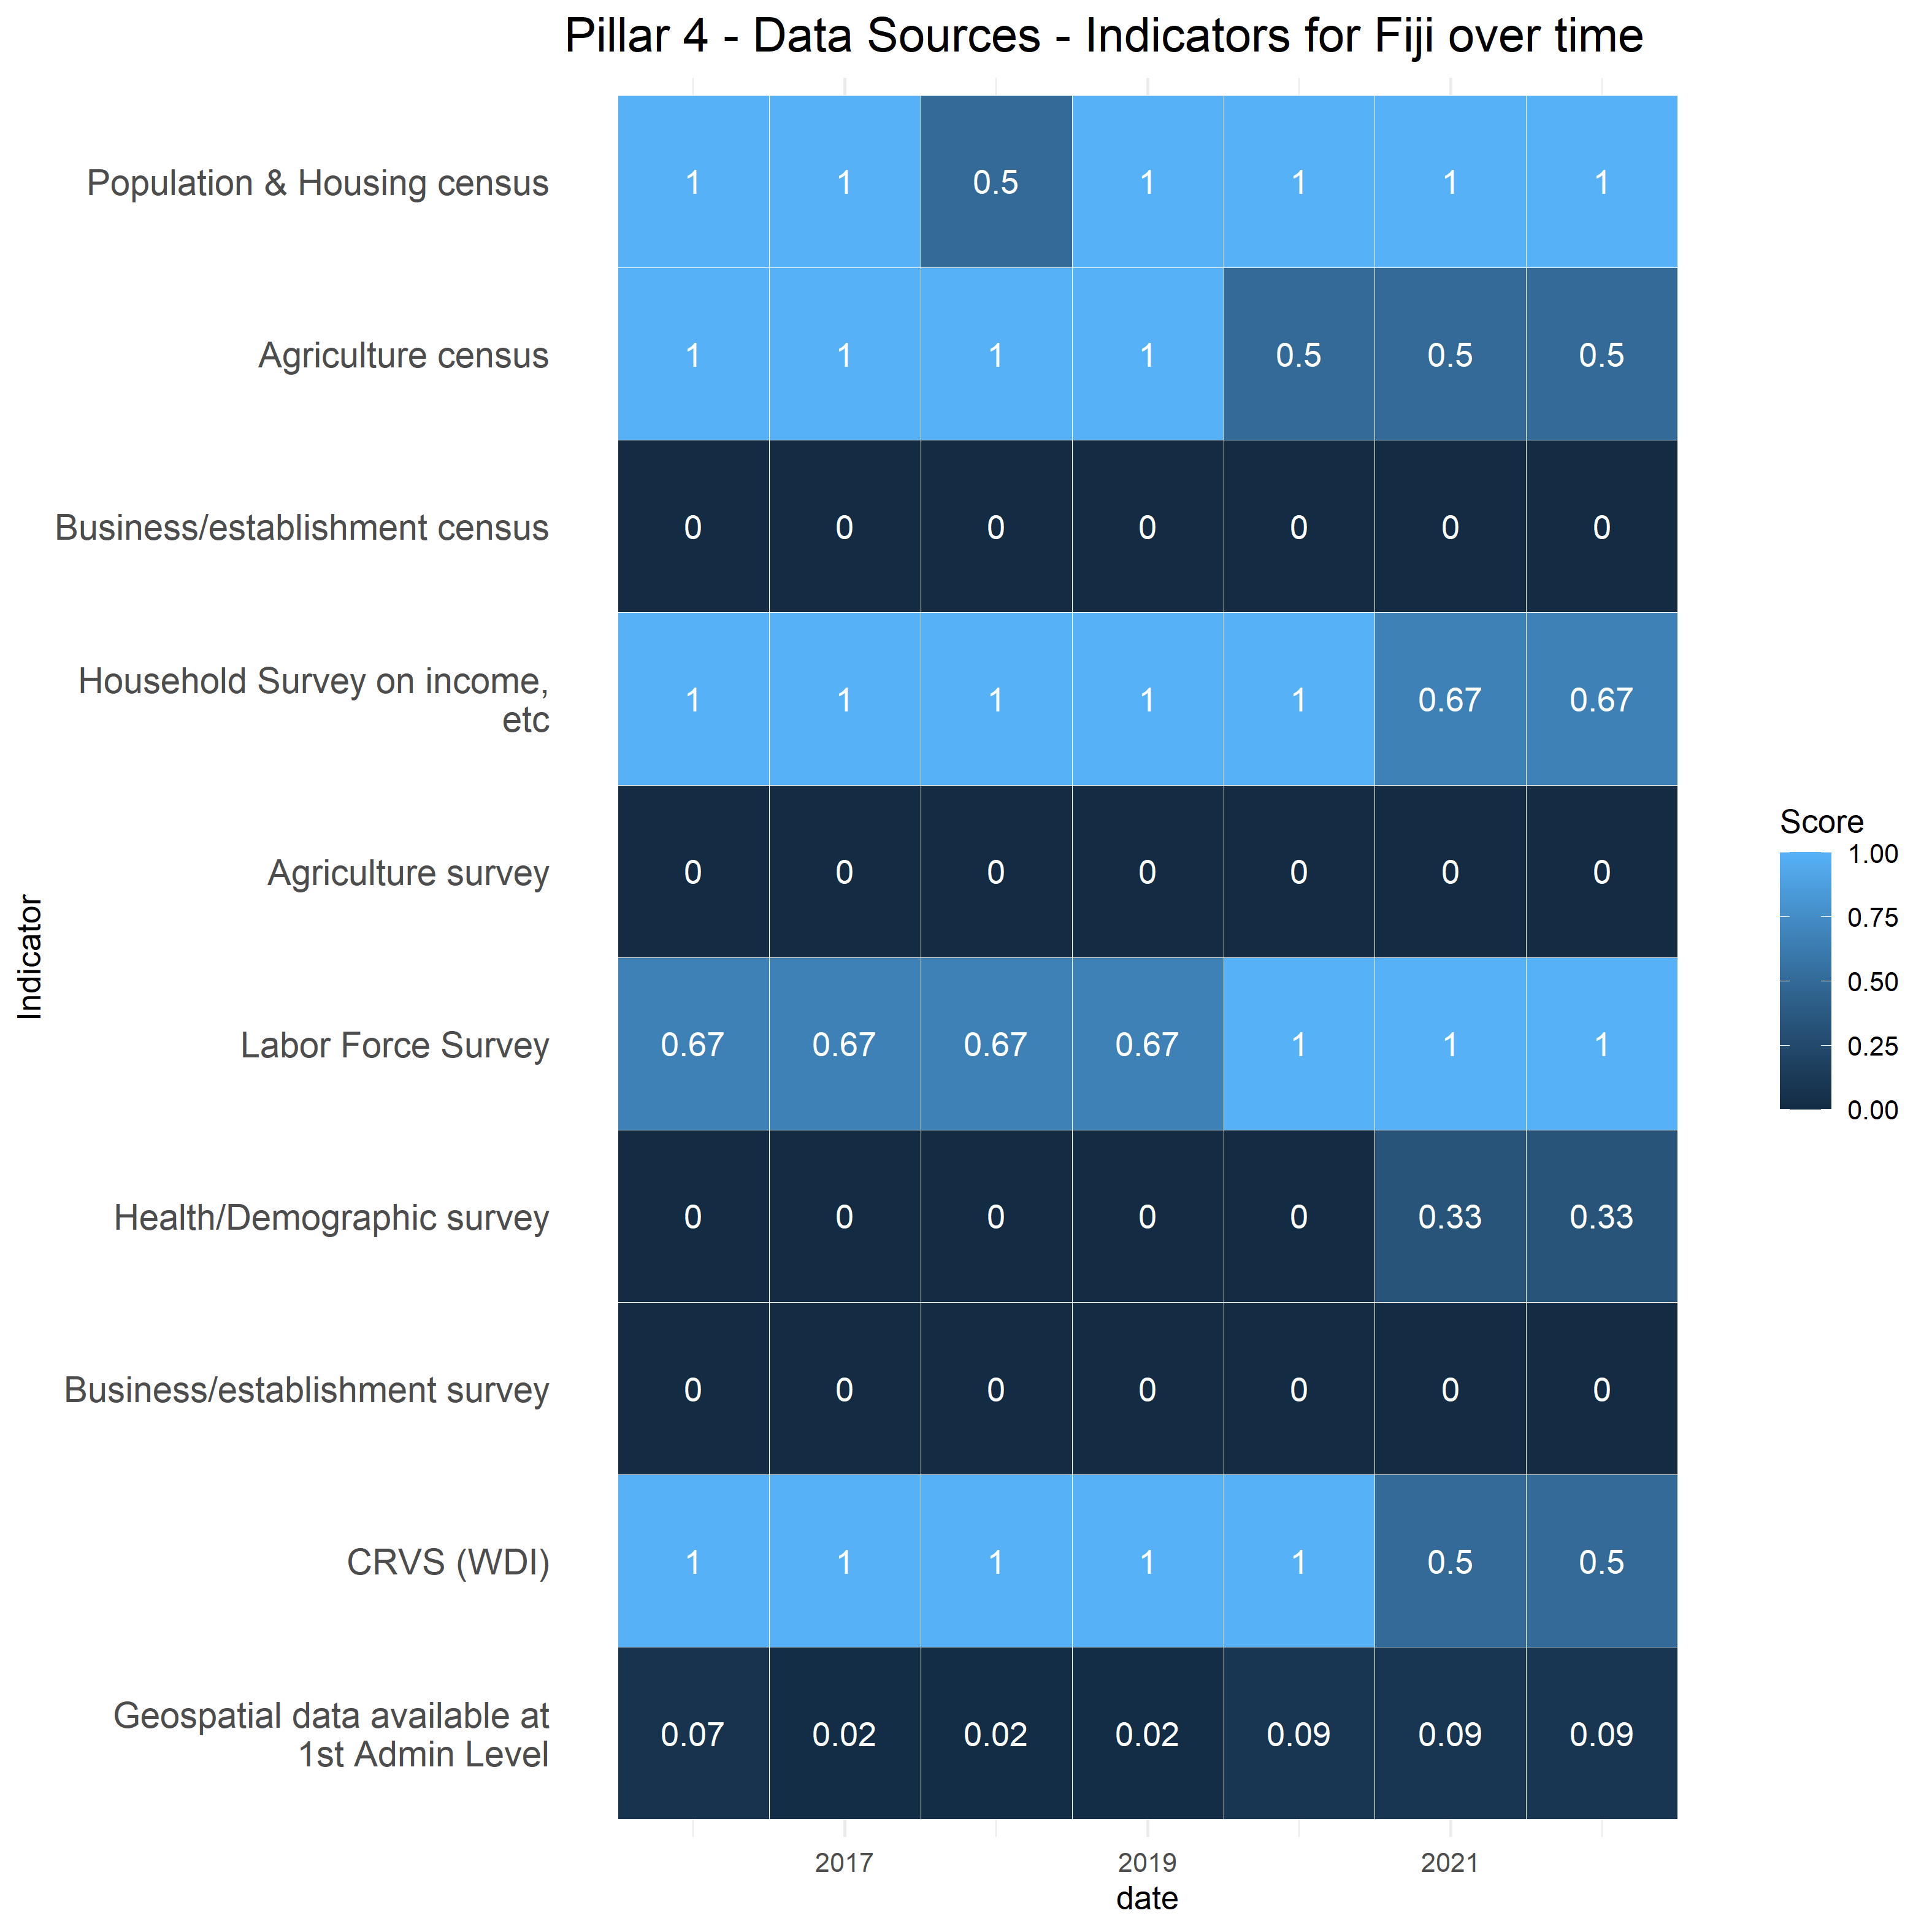 Pillar 4 - Data Sources - Indicators for Fiji over time
Population & Housing census
1 1 0.5 1 1 1 1
Agriculture census
1 1 1 1 0.5 0.5 0.5
Business/establishment census
0 0 0 0 0 0 0
Household Survey on income,
etc
1 1 1 1 1 0.67 0.67
Agriculture survey
0 0 0 0 0 0 0
Labor Force Survey
0.67 0.67 0.67 0.67 1 1 1
Health/Demographic survey
0 0 0 0 0 0.33 0.33
Business/establishment survey
0 0 0 0 0 0 0
CRVS (WDI)
1 1 1 1 1 0.5 0.5
Geospatial data available at
1st Admin Level
0.07 0.02 0.02 0.02 0.09 0.09 0.09
2017 2019 2021
date
Indicator
Score
1.00
0.75
0.50
0.25
0.00